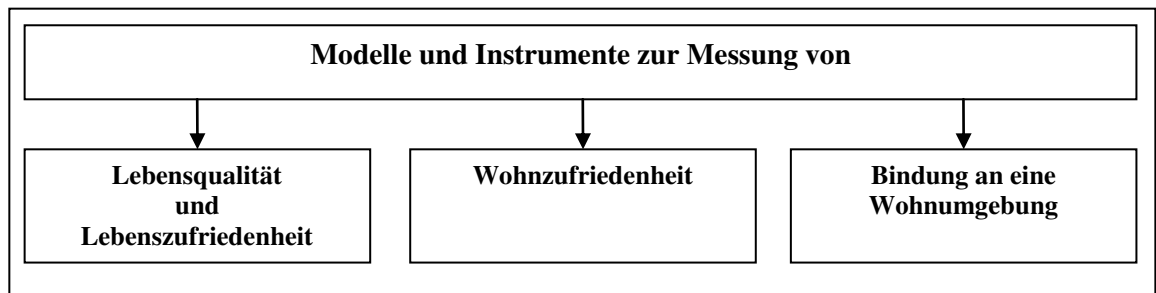 Modelle und Instrumente zur Messung von
Lebensqualität
und
Lebenszufriedenheit
Wohnzufriedenheit
Bindung an eine
Wohnumgebung